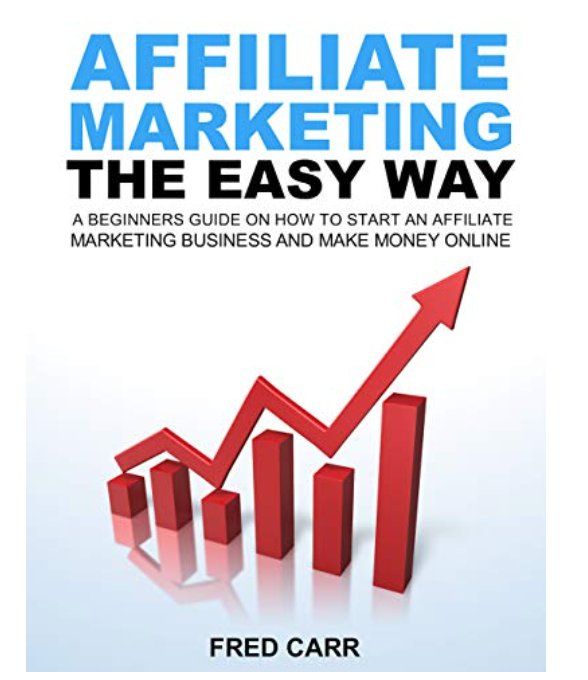 AFFILIATE
MARKETING
THE EASY WAY
A BEGINNERS GUIDE ON HOW TO START AN AFFILIATE
MARKETING BUSINESS AND MAKE MONEY ONLINE
FRED CARR